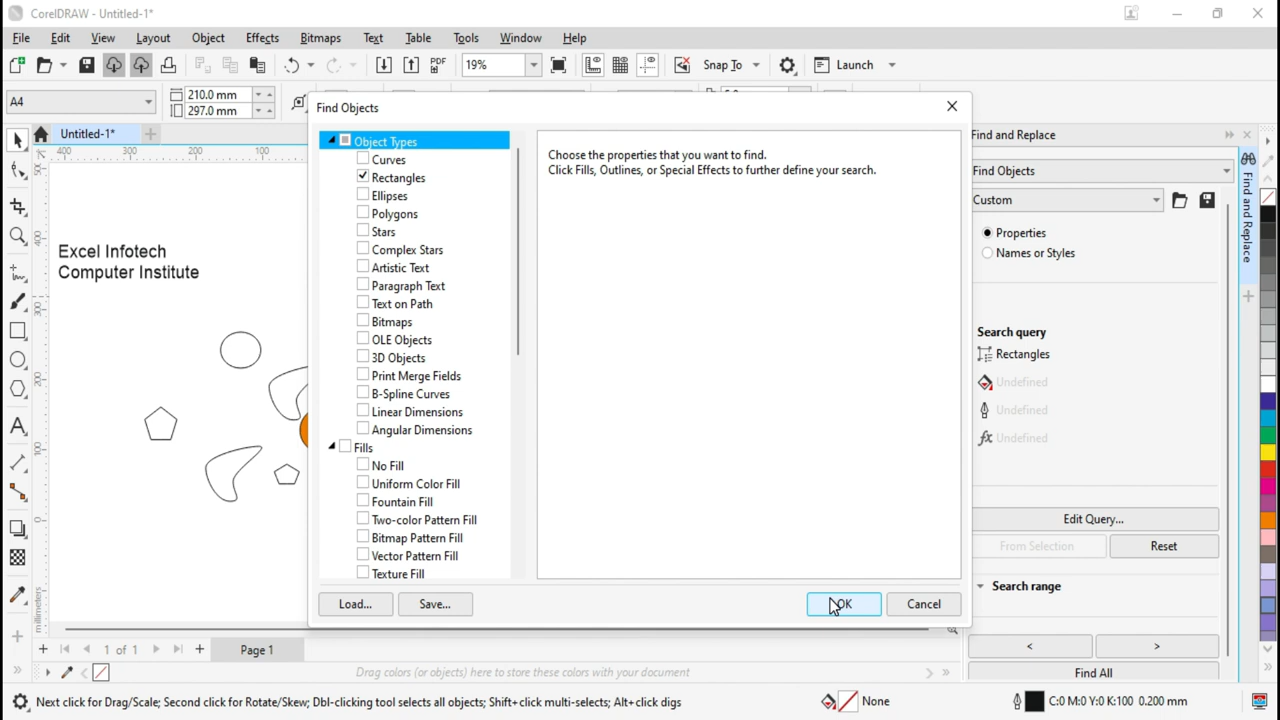 CorelDRAW - Untitled-1*
File Edit View Layout Object Effects Bitmaps Text Table Tools Window Help
PDF 19% Snap To Launch
A4 210.0 mm
297.0 mm
Untitled-1*
400 300 200 100
Excel Infotech
Computer Institute
Find Objects
Object Types
Curves
Rectangles
Ellipses
Polygons
Stars
Complex Stars
Artistic Text
Paragraph Text
Text on Path
Bitmaps
OLE Objects
3D Objects
Print Merge Fields
B-Spline Curves
Linear Dimensions
Angular Dimensions
Fills
No Fill
Uniform Color Fill
Fountain Fill
Two-color Pattern Fill
Bitmap Pattern Fill
Vector Pattern Fill
Texture Fill
Choose the properties that you want to find.
Click Fills, Outlines, or Special Effects to further define your search.
Load... Save... OK Cancel
Find and Replace
Find Objects
Custom
Properties
Names or Styles
Search query
Rectangles
Undefined
Undefined
Undefined
Edit Query...
From Selection Reset
Search range
< >
Find All
Find and Replace
millimeters
1 of 1 Page 1
Drag colors (or objects) here to store these colors with your document
Next click for Drag/Scale; Second click for Rotate/Skew; Dbl-clicking tool selects all objects; Shift+click multi-selects; Alt+click digs
None
C:0 M:0 Y:0 K:100 0.200 mm